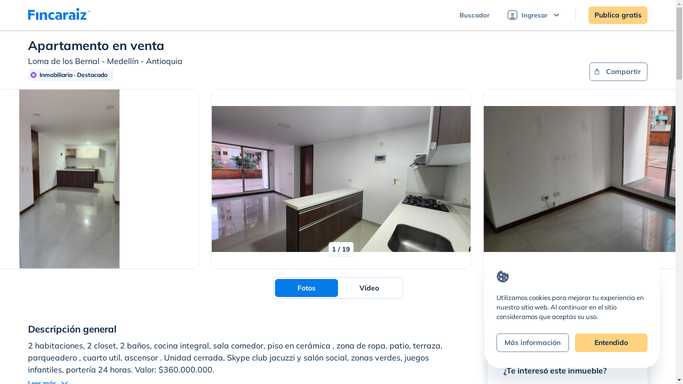 Fincaraiz
Buscador
Ingresar
Publica gratis
Apartamento en venta
Loma de los Bernal - Medellín - Antioquia
Inmobiliaria · Destacado
Compartir
1 / 19
Fotos
Video
Descripción general
2 habitaciones, 2 closet, 2 baños, cocina integral, sala comedor, piso en cerámica , zona de ropa, patio, terraza,
parqueadero , cuarto util, ascensor . Unidad cerrada, Skype club jacuzzi y salón social, zonas verdes, juegos
infantiles, portería 24 horas. Valor: $360.000.000.
Leer más
Utilizamos cookies para mejorar tu experiencia en
nuestro sitio web. Al continuar en el sitio
consideramos que aceptas su uso.
Más información
Entendido
¿Te interesó este inmueble?